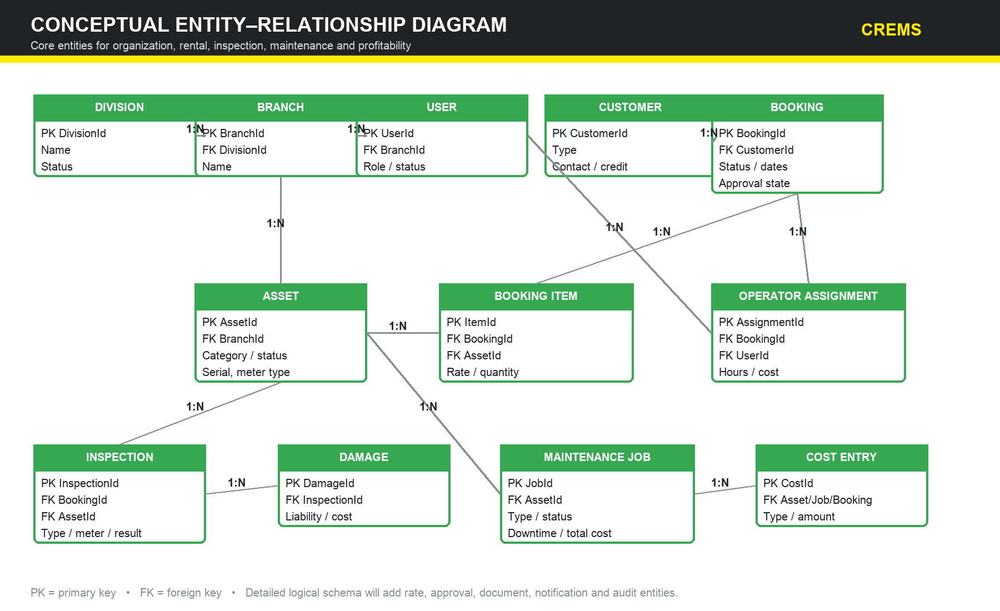 CONCEPTUAL ENTITY–RELATIONSHIP DIAGRAM
Core entities for organization, rental, inspection, maintenance and profitability
CREMS
DIVISION
PK DivisionId
Name
Status
1:N
BRANCH
PK BranchId
FK DivisionId
Name
1:N
USER
PK UserId
FK BranchId
Role / status
CUSTOMER
PK CustomerId
Type
Contact / credit
1:N
BOOKING
PK BookingId
FK CustomerId
Status / dates
Approval state
1:N
1:N
1:N
1:N
ASSET
PK AssetId
FK BranchId
Category / status
Serial, meter type
1:N
BOOKING ITEM
PK ItemId
FK BookingId
FK AssetId
Rate / quantity
OPERATOR ASSIGNMENT
PK AssignmentId
FK BookingId
FK UserId
Hours / cost
1:N
1:N
INSPECTION
PK InspectionId
FK BookingId
FK AssetId
Type / meter / result
1:N
DAMAGE
PK DamageId
FK InspectionId
Liability / cost
MAINTENANCE JOB
PK JobId
FK AssetId
Type / status
Downtime / total cost
1:N
COST ENTRY
PK CostId
FK Asset/Job/Booking
Type / amount
PK = primary key • FK = foreign key • Detailed logical schema will add rate, approval, document, notification and audit entities.